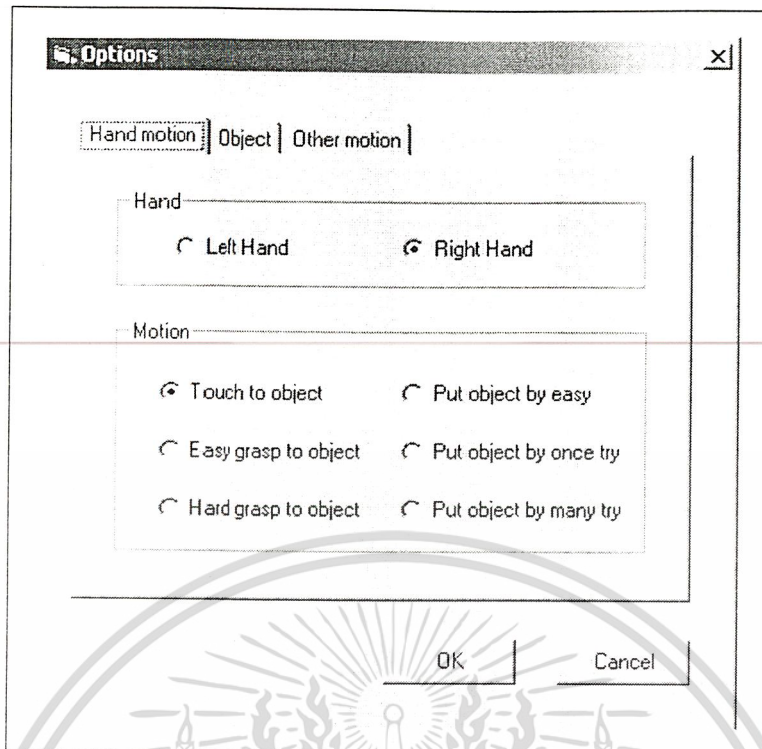 Options
Hand motion Object Other motion
Hand
Left Hand Right Hand
Motion
Touch to object Put object by easy
Easy grasp to object Put object by once try
Hard grasp to object Put object by many try
OK Cancel